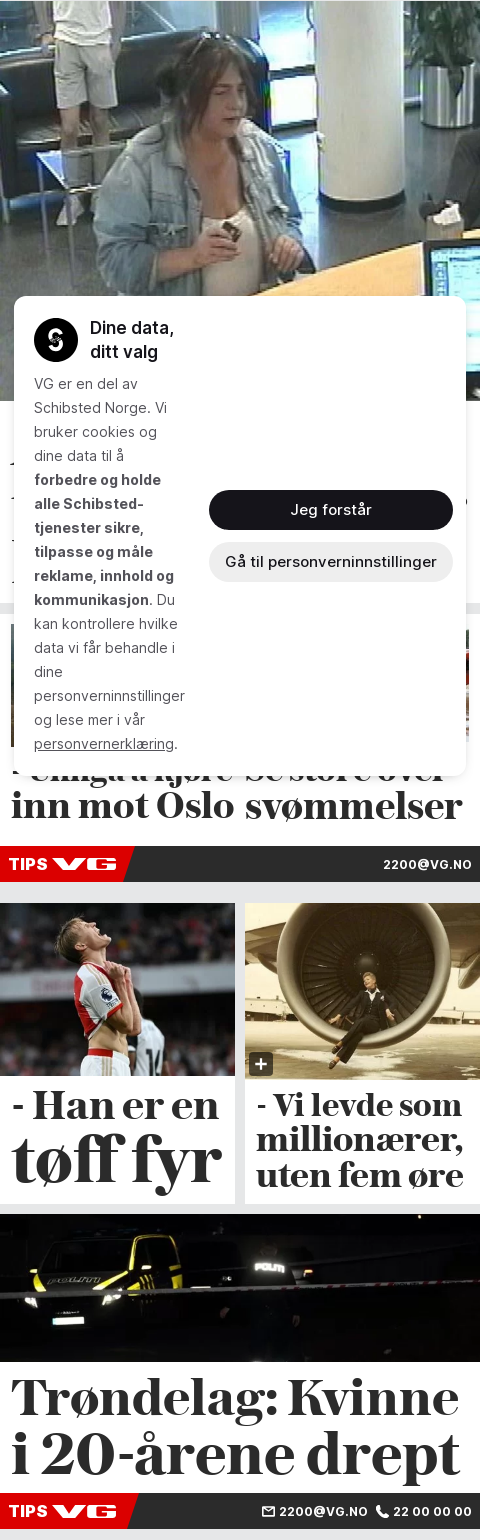 Dine data,
ditt valg
VG er en del av
Schibsted Norge. Vi
bruker cookies og
dine data til å
forbedre og holde
alle Schibsted-
tjenester sikre,
tilpasse og måle
reklame, innhold og
kommunikasjon. Du
kan kontrollere hvilke
data vi får behandle i
dine
personverninnstillinger
og lese mer i vår
personvernerklæring.
Jeg forstår
Gå til personverninnstillinger
inn mot Oslo
svømmelser
TIPS VG 2200@VG.NO
- Han er en
tøff fyr
- Vi levde som
millionærer,
uten fem øre
POLITI
POLITI
Trøndelag: Kvinne
i 20-årene drept
TIPS VG 2200@VG.NO 22 00 00 00